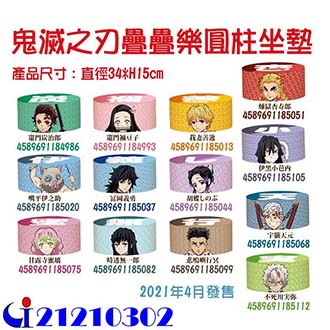 鬼滅之刃疊疊樂圓柱坐墊
產品尺寸：直徑34xH15cm
竈門炭治郎
4589691184986
竈門禰豆子
4589691184993
我妻善逸
4589691185013
煉獄杏寿郎
4589691185051
嘴平伊之助
4589691185020
冨岡義勇
4589691185037
胡蝶しのぶ
4589691185044
伊黒小芭内
4589691185105
甘露寺蜜璃
4589691185075
時透無一郎
4589691185082
悲鳴嶼行冥
4589691185099
宇髄天元
4589691185068
不死川実弥
4589691185112
2021年4月發售
21210302